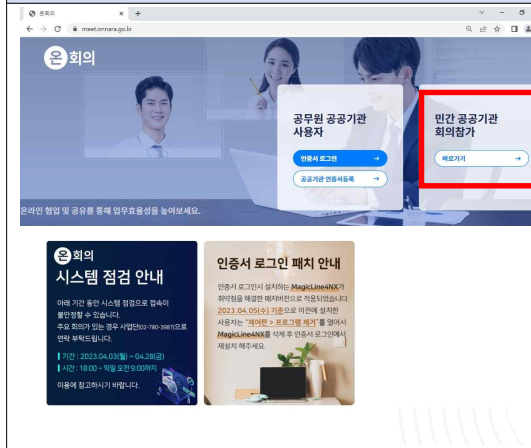 온회의
meet.onnara.go.kr
온회의
공무원 공공기관
사용자
인증서 로그인 →
공공기관 인증서등록 →
민간 공공기관
회의참가
바로가기 →
온라인 협업 및 공유를 통해 업무효율성을 높여보세요.
온회의
시스템 점검 안내
아래 기간 동안 시스템 점검으로 접속이
불안정할 수 있습니다.
주요 회의가 있는 경우 사업단(02-780-3987)으로
연락 부탁드립니다.
기간 : 2023.04.03(월) ~ 04.28(금)
시간 : 18:00 ~ 익일 오전 9:00까지
이용에 참고하시기 바랍니다.
인증서 로그인 패치 안내
인증서 로그인시 설치하는 MagicLine4NX가
취약점을 해결한 패치버전으로 적용되었습니다.
2023.04.05(수) 기준으로 이전에 설치한
사용자는 "제어판 > 프로그램 제거"를 열어서
MagicLine4NX를 삭제 후 인증서 로그인에서
재설치 해주세요.